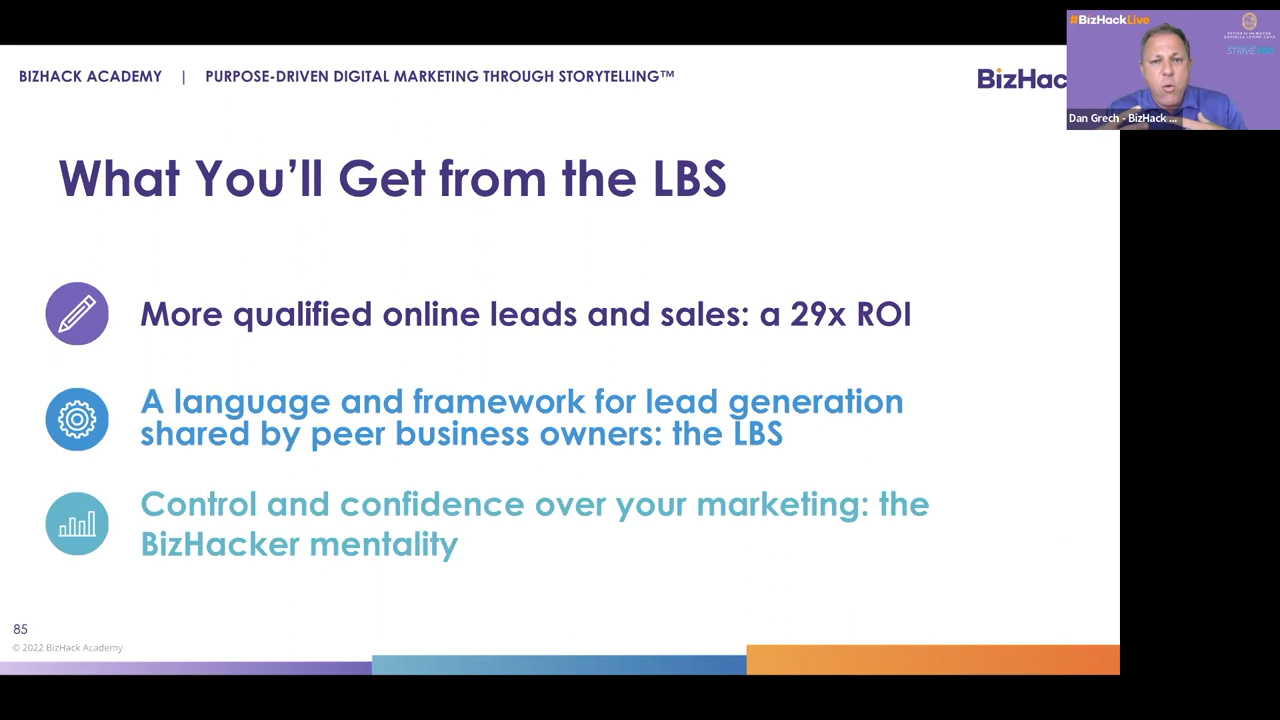 #BizHackLive
BIZHACK ACADEMY | PURPOSE-DRIVEN DIGITAL MARKETING THROUGH STORYTELLING™
BizHac
Dan Grech - BizHack ...
What You'll Get from the LBS
More qualified online leads and sales: a 29x ROI
A language and framework for lead generation
shared by peer business owners: the LBS
Control and confidence over your marketing: the
BizHacker mentality
85
© 2022 BizHack Academy